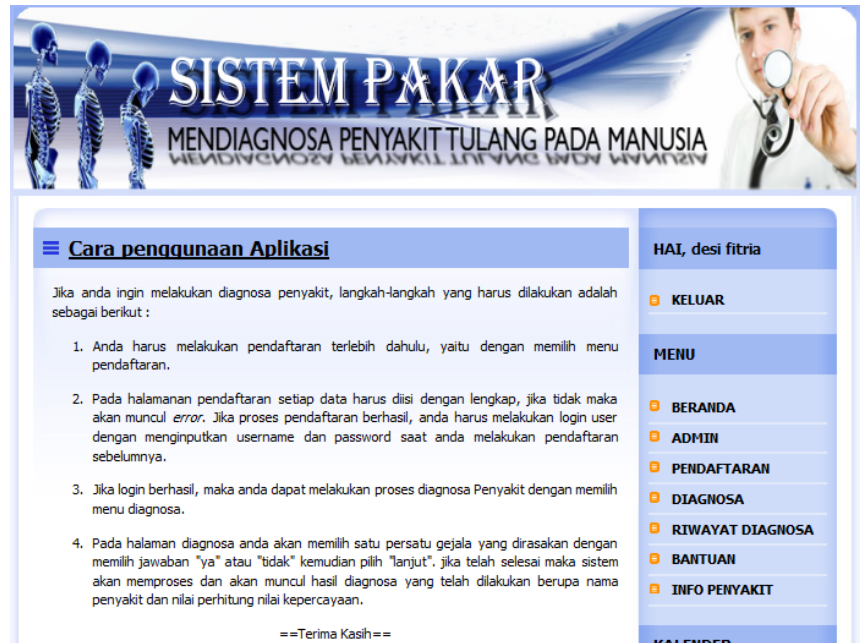 SISTEM PAKAR
MENDIAGNOSA PENYAKIT TULANG PADA MANUSIA
Cara penggunaan Aplikasi
Jika anda ingin melakukan diagnosa penyakit, langkah-langkah yang harus dilakukan adalah
sebagai berikut :
1. Anda harus melakukan pendaftaran terlebih dahulu, yaitu dengan memilih menu
pendaftaran.
2. Pada halamanan pendaftaran setiap data harus diisi dengan lengkap, jika tidak maka
akan muncul error. Jika proses pendaftaran berhasil, anda harus melakukan login user
dengan menginputkan username dan password saat anda melakukan pendaftaran
sebelumnya.
3. Jika login berhasil, maka anda dapat melakukan proses diagnosa Penyakit dengan memilih
menu diagnosa.
4. Pada halaman diagnosa anda akan memilih satu persatu gejala yang dirasakan dengan
memilih jawaban "ya" atau "tidak" kemudian pilih "lanjut". jika telah selesai maka sistem
akan memproses dan akan muncul hasil diagnosa yang telah dilakukan berupa nama
penyakit dan nilai perhitung nilai kepercayaan.
==Terima Kasih==
HAI, desi fitria
KELUAR
MENU
BERANDA
ADMIN
PENDAFTARAN
DIAGNOSA
RIWAYAT DIAGNOSA
BANTUAN
INFO PENYAKIT
KALENDER